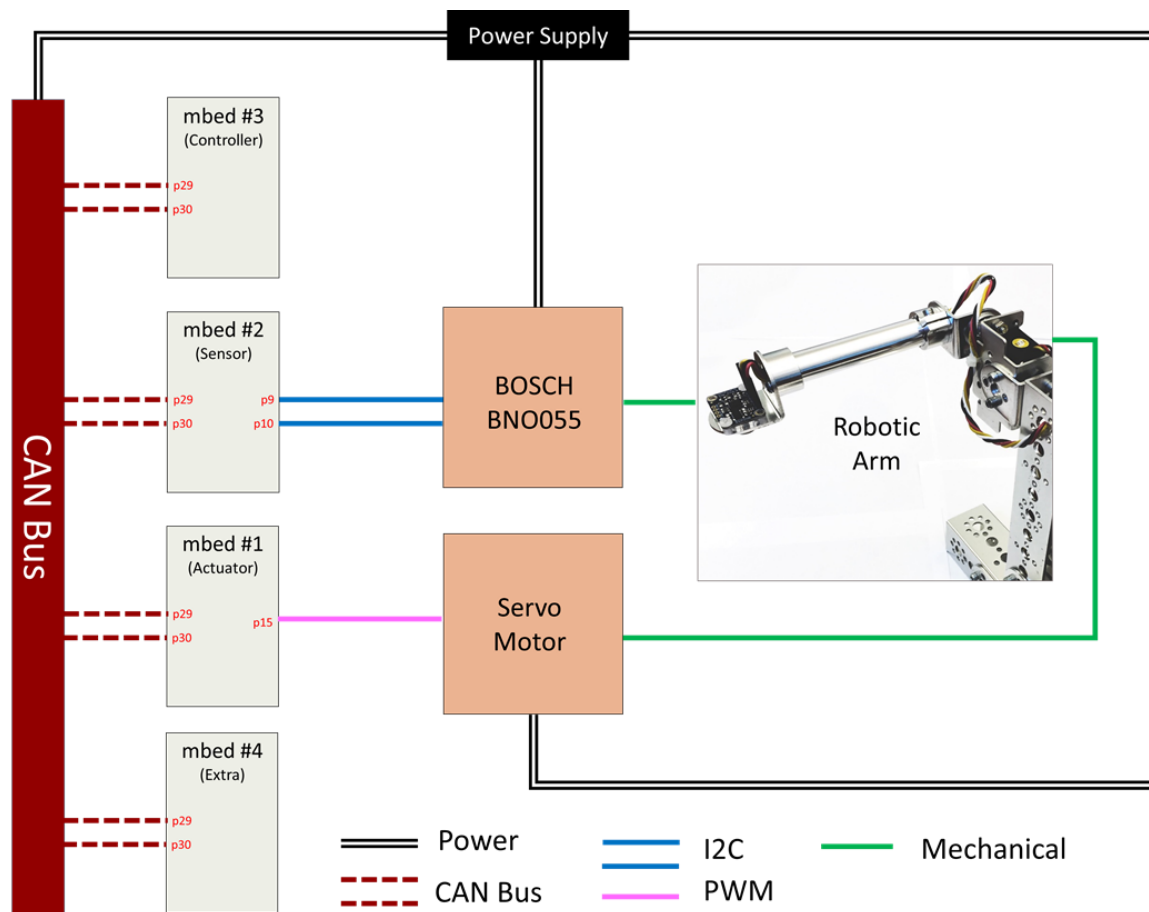 Power Supply
mbed #3
(Controller)
p29
p30
mbed #2
(Sensor)
p29
p30
p9
p10
BOSCH
BNO055
Robotic
Arm
CAN Bus
mbed #1
(Actuator)
p29
p30
p15
Servo
Motor
mbed #4
(Extra)
p29
p30
Power
I2C
Mechanical
CAN Bus
PWM